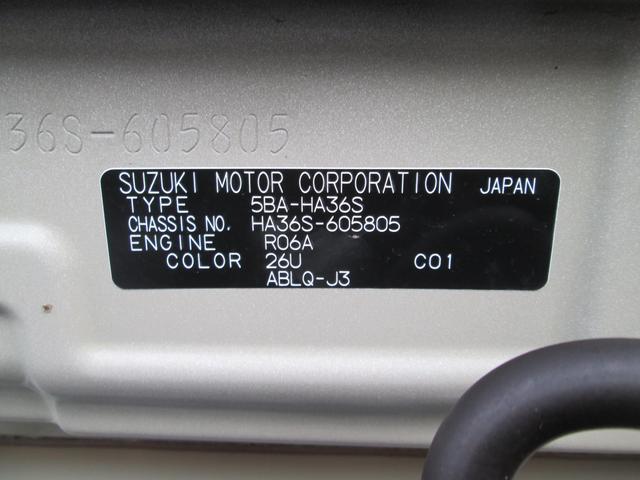 36S-605805
SUZUKI MOTOR CORPORATION JAPAN
TYPE 5BA-HA36S
CHASSIS NO. HA36S-605805
ENGINE R06A
COLOR 26U C01
ABLQ-J3